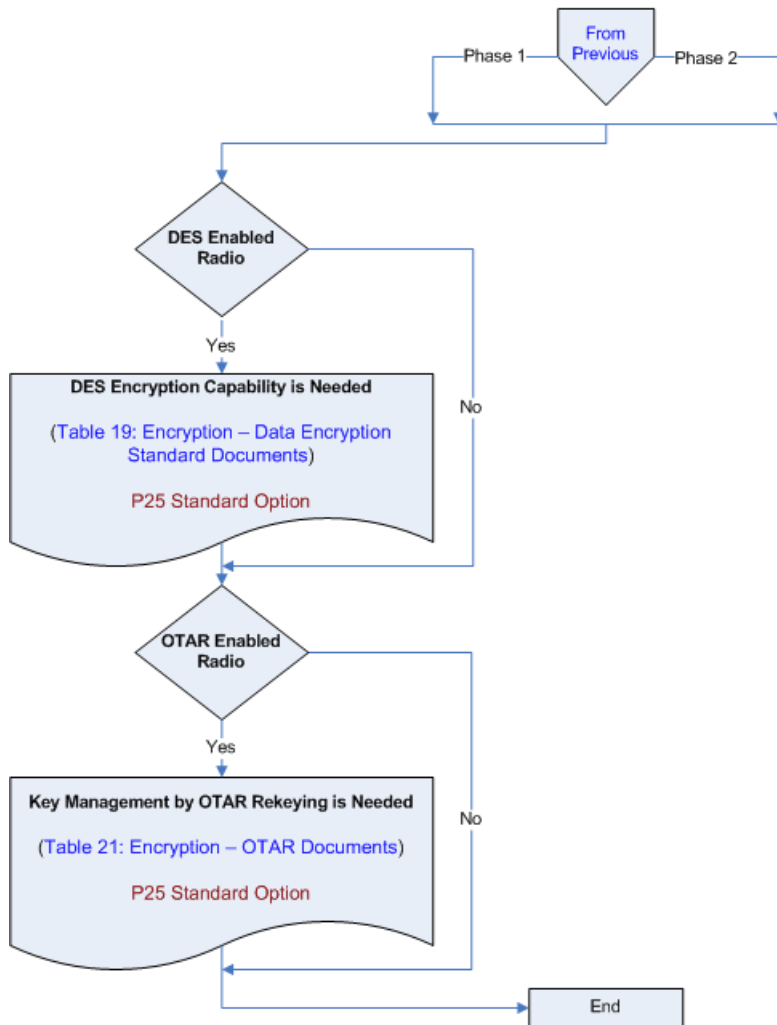 From
Previous
Phase 1
Phase 2
DES Enabled
Radio
Yes
No
DES Encryption Capability is Needed
(Table 19: Encryption – Data Encryption
Standard Documents)
P25 Standard Option
OTAR Enabled
Radio
Yes
No
Key Management by OTAR Rekeying is Needed
(Table 21: Encryption – OTAR Documents)
P25 Standard Option
End